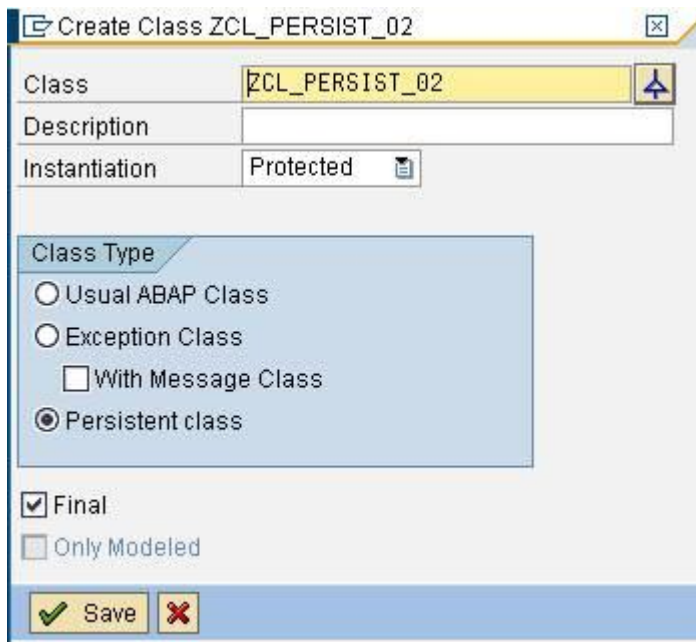 Create Class ZCL_PERSIST_02
Class ZCL_PERSIST_02
Description
Instantiation Protected
Class Type
Usual ABAP Class
Exception Class
With Message Class
Persistent class
Final
Only Modeled
Save